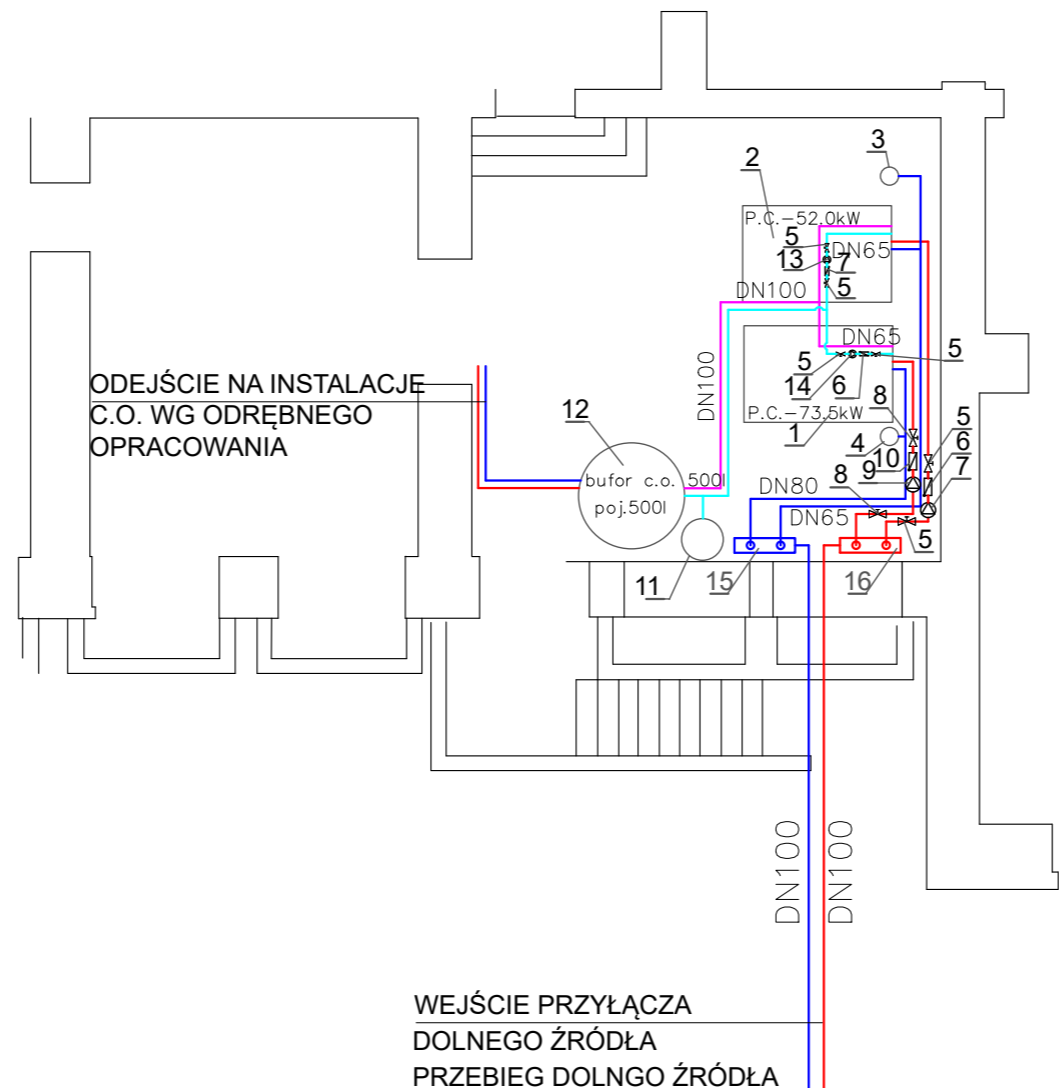 3
2
P.C.-52.0kW
5
DN65
13
7
5
DN100
DN65
5
5
14
6
P.C.-73.5kW
1
DN100
ODEJŚCIE NA INSTALACJE
C.O. WG ODRĘBNEGO
OPRACOWANIA
12
bufor c.o. 500l
poj.500l
8
5
4
10
6
9
7
DN80
8
DN65
5
11
15
16
DN100
DN100
WEJŚCIE PRZYŁĄCZA
DOLNEGO ŹRÓDŁA
PRZEBIEG DOLNGO ŹRÓDŁA